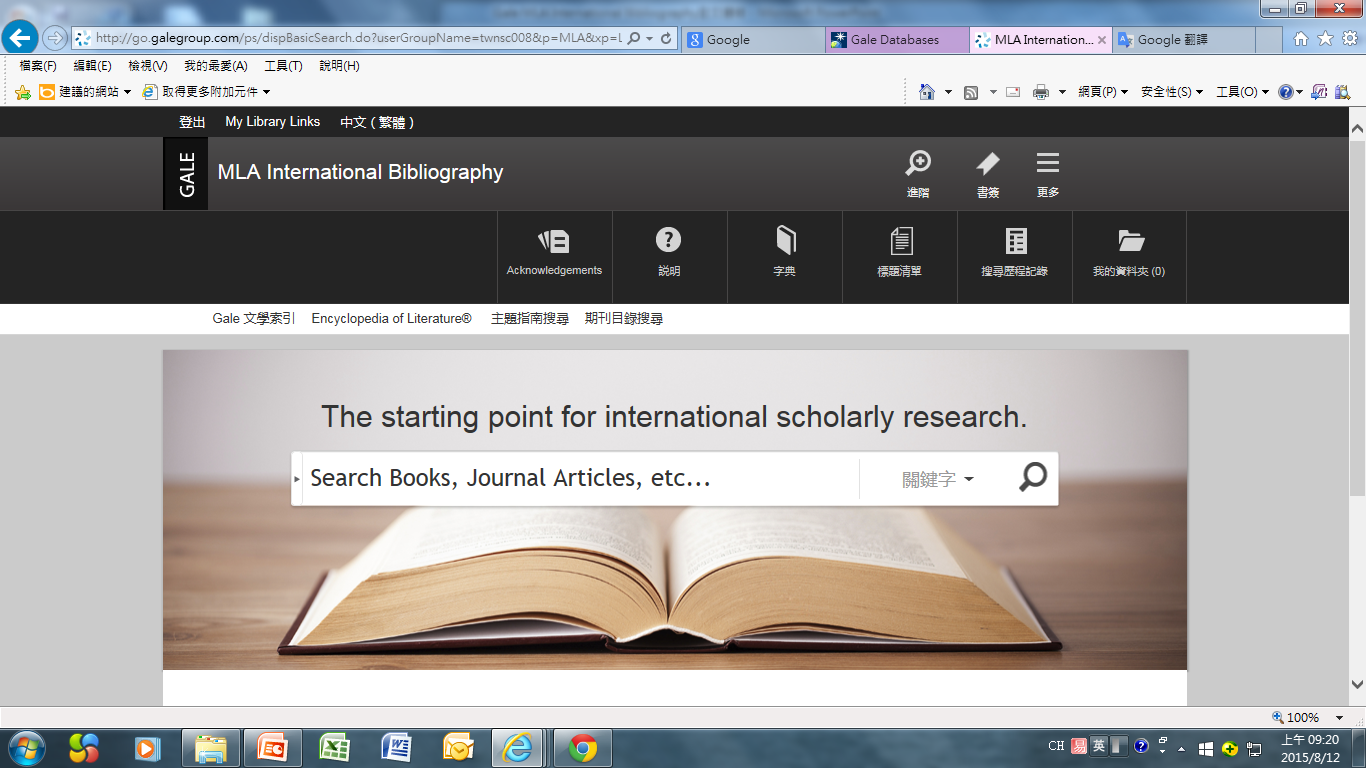 http://go.galegroup.com/ps/dispBasicSearch.do?userGroupName=twnsc008&p=MLA&xp=L
Google
Gale Databases
MLA Internation...
Google 翻譯
檔案(F) 編輯(E) 檢視(V) 我的最愛(A) 工具(T) 說明(H)
建議的網站 取得更多附加元件
網頁(P) 安全性(S) 工具(O)
登出 My Library Links 中文 ( 繁體 )
GALE
MLA International Bibliography
進階 書籤 更多
Acknowledgements 説明 字典 標題清單 搜尋歷程記錄 我的資料夾 (0)
Gale 文學索引 Encyclopedia of Literature® 主題指南搜尋 期刊目錄搜尋
The starting point for international scholarly research.
Search Books, Journal Articles, etc...
關鍵字
100%
CH 英
上午 09:20
2015/8/12